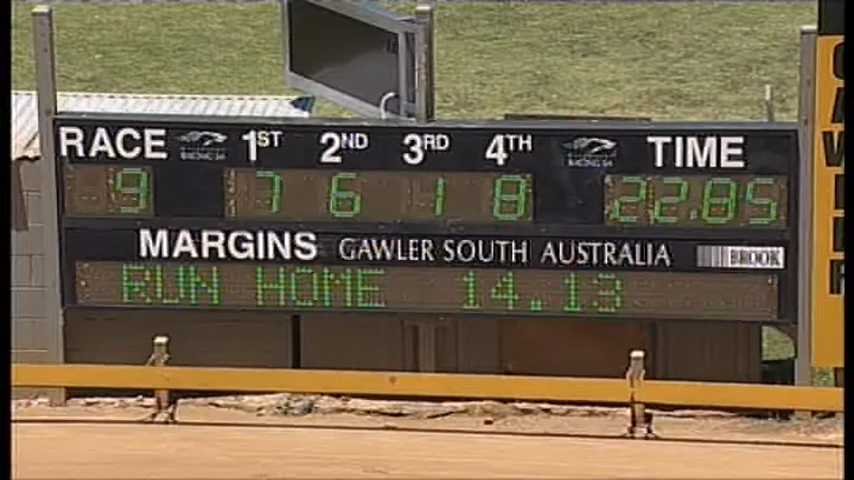 RACE 1ST 2ND 3RD 4TH TIME
9 7 6 1 8 22.85
MARGINS GAWLER SOUTH AUSTRALIA BROOK
RUN HOME 14.13